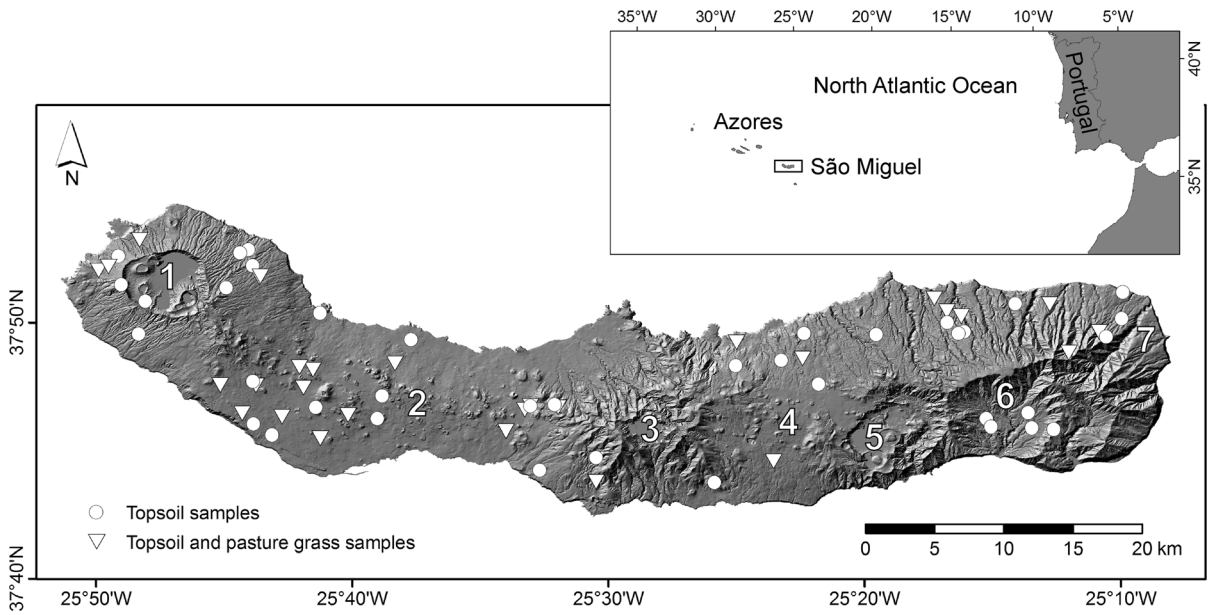 35°W 30°W 25°W 20°W 15°W 10°W 5°W
40°N
35°N
North Atlantic Ocean
Portugal
Azores
São Miguel
N
37°50'N
37°40'N
1
2
3
4
5
6
7
Topsoil samples
Topsoil and pasture grass samples
0 5 10 15 20 km
25°50'W 25°40'W 25°30'W 25°20'W 25°10'W